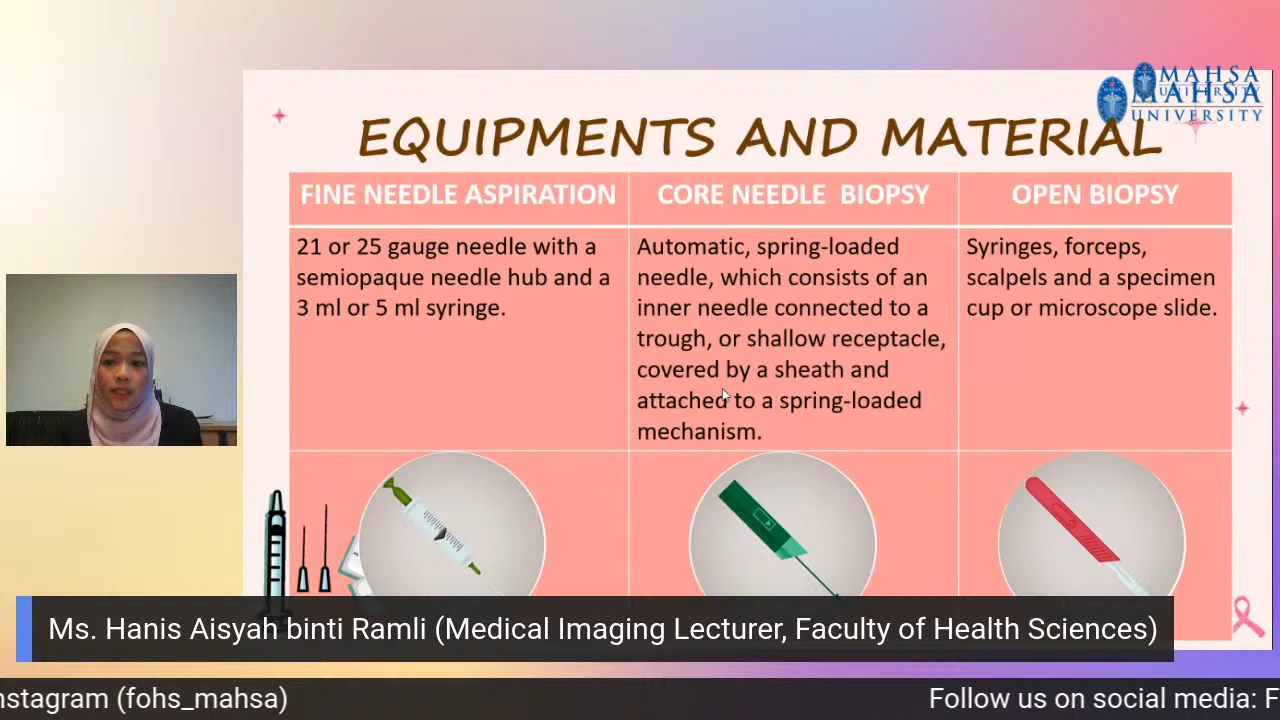 MAHSA
UNIVERSITY
MAHSA
UNIVERSITY
EQUIPMENTS AND MATERIAL
FINE NEEDLE ASPIRATION
21 or 25 gauge needle with a
semiopaque needle hub and a
3 ml or 5 ml syringe.
CORE NEEDLE BIOPSY
Automatic, spring-loaded
needle, which consists of an
inner needle connected to a
trough, or shallow receptacle,
covered by a sheath and
attached to a spring-loaded
mechanism.
OPEN BIOPSY
Syringes, forceps,
scalpels and a specimen
cup or microscope slide.
Ms. Hanis Aisyah binti Ramli (Medical Imaging Lecturer, Faculty of Health Sciences)
nstagram (fohs_mahsa) Follow us on social media: F